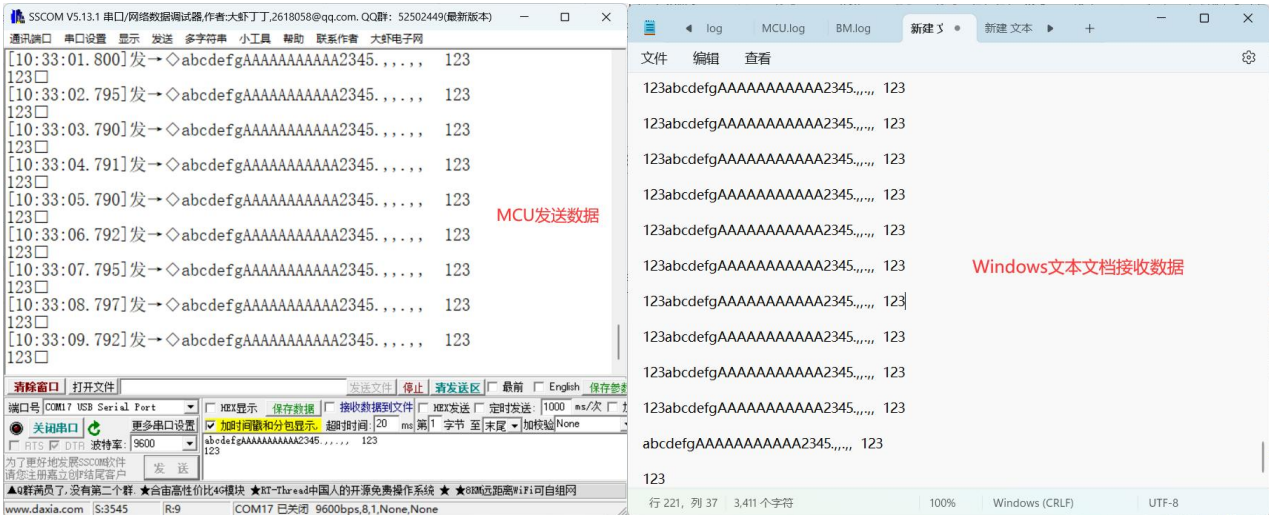 SSCOM V5.13.1 串口/网络数据调试器,作者:大虾丁丁,2618058@qq.com. QQ群: 52502449(最新版本)
通讯端口 串口设置 显示 发送 多字符串 小工具 帮助 联系作者 大虾电子网
[10:33:01.800]发→◇abcdefgAAAAAAAAAAA2345.,,.,, 123
123□
[10:33:02.795]发→◇abcdefgAAAAAAAAAAA2345.,,.,, 123
123□
[10:33:03.790]发→◇abcdefgAAAAAAAAAAA2345.,,.,, 123
123□
[10:33:04.791]发→◇abcdefgAAAAAAAAAAA2345.,,.,, 123
123□
[10:33:05.790]发→◇abcdefgAAAAAAAAAAA2345.,,.,, 123
123□
[10:33:06.792]发→◇abcdefgAAAAAAAAAAA2345.,,.,, 123
123□
[10:33:07.795]发→◇abcdefgAAAAAAAAAAA2345.,,.,, 123
123□
[10:33:08.797]发→◇abcdefgAAAAAAAAAAA2345.,,.,, 123
123□
[10:33:09.792]发→◇abcdefgAAAAAAAAAAA2345.,,.,, 123
123□
MCU发送数据
清除窗口 打开文件 发送文件 停止 清发送区 最前 English 保存参数
端口号 COM17 USB Serial Port HEX显示 保存数据 接收数据到文件 HEX发送 定时发送: 1000 ms/次
关闭串口 更多串口设置 加时间戳和分包显示, 超时时间: 20 ms 第1 字节 至 末尾 加校验 None
RTS DTR 波特率: 9600
abcdefgAAAAAAAAAAA2345.,,.,, 123
123
为了更好地发展SSCOM软件
请您注册嘉立创F结尾客户
发 送
▲Q群满员了,没有第二个群. ★合宙高性价比4G模块 ★RT-Thread中国人的开源免费操作系统 ★ ★8KM远距离WiFi可自组网
www.daxia.com S:3545 R:9 COM17 已关闭 9600bps,8,1,None,None
log MCU.log BM.log 新建 文 新建 文本
文件 编辑 查看
123abcdefgAAAAAAAAAAA2345.,,.,, 123
123abcdefgAAAAAAAAAAA2345.,,.,, 123
123abcdefgAAAAAAAAAAA2345.,,.,, 123
123abcdefgAAAAAAAAAAA2345.,,.,, 123
123abcdefgAAAAAAAAAAA2345.,,.,, 123
123abcdefgAAAAAAAAAAA2345.,,.,, 123
123abcdefgAAAAAAAAAAA2345.,,.,, 123
123abcdefgAAAAAAAAAAA2345.,,.,, 123
123abcdefgAAAAAAAAAAA2345.,,.,, 123
123abcdefgAAAAAAAAAAA2345.,,.,, 123
abcdefgAAAAAAAAAAA2345.,,.,, 123
123
Windows文本文档接收数据
行 221, 列 37 3,411 个字符 100% Windows (CRLF) UTF-8